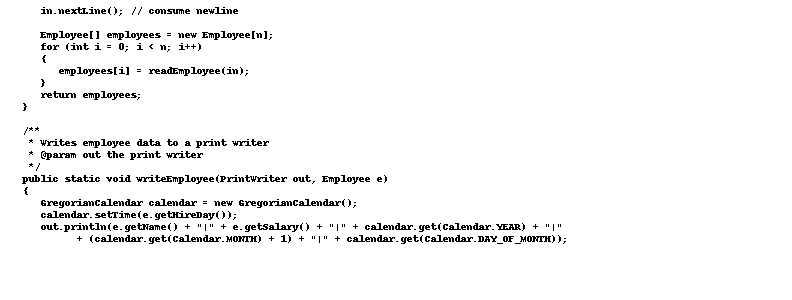 in.nextLine(); // consume newline
Employee[] employees = new Employee[n];
for (int i = 0; i < n; i++)
{
employees[i] = readEmployee(in);
}
return employees;
}
/**
* Writes employee data to a print writer
* @param out the print writer
*/
public static void writeEmployee(PrintWriter out, Employee e)
{
GregorianCalendar calendar = new GregorianCalendar();
calendar.setTime(e.getHireDay());
out.println(e.getName() + "|" + e.getSalary() + "|" + calendar.get(Calendar.YEAR) + "|"
+ (calendar.get(Calendar.MONTH) + 1) + "|" + calendar.get(Calendar.DAY_OF_MONTH));